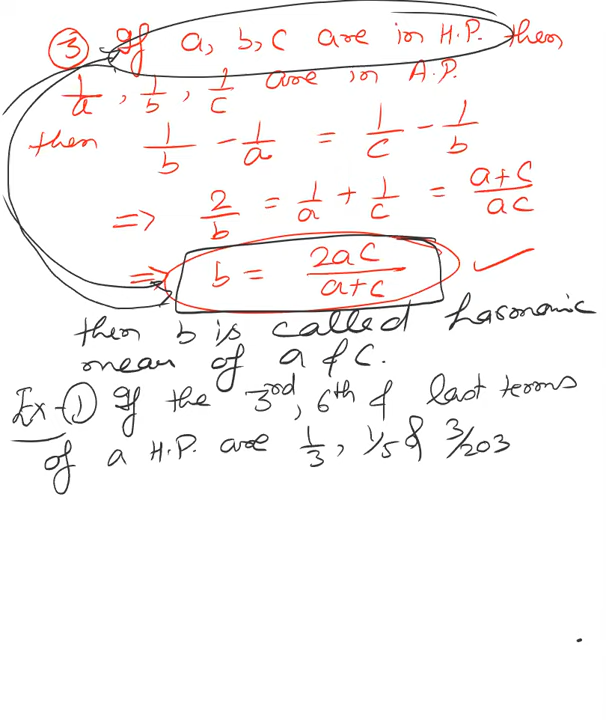 ③ If a, b, c are in H.P. then
1/a, 1/b, 1/c are in A.P.
then 1/b - 1/a = 1/c - 1/b
=> 2/b = 1/a + 1/c = a+c/ac
=> b = 2ac/a+c ✓
then b is called harmonic
mean of a & c.
Ex-① If the 3rd, 6th & last terms
of a H.P. are 1/3, 1/5 & 3/203